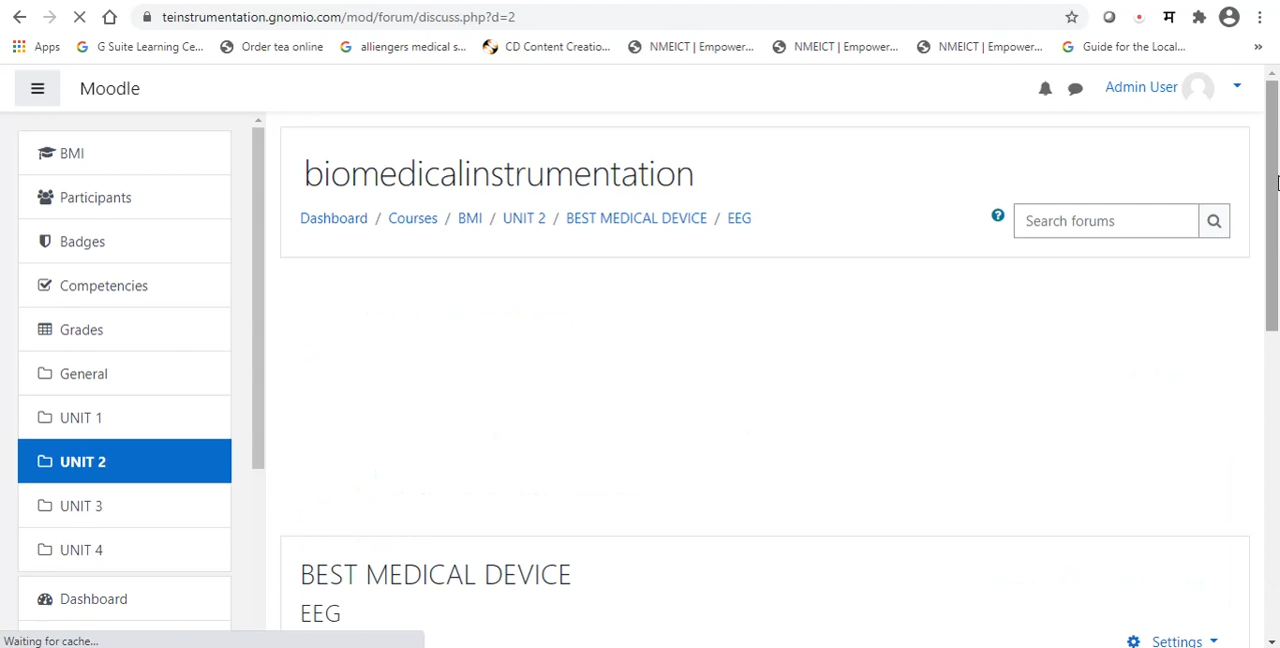 teinstrumentation.gnomio.com/mod/forum/discuss.php?d=2
म
Apps G Suite Learning Ce... Order tea online alliengers medical s... CD Content Creatio... NMEICT | Empower... NMEICT | Empower... NMEICT | Empower... Guide for the Local... »
Moodle Admin User
BMI
Participants
Badges
Competencies
Grades
General
UNIT 1
UNIT 2
UNIT 3
UNIT 4
Dashboard
biomedicalinstrumentation
Dashboard / Courses / BMI / UNIT 2 / BEST MEDICAL DEVICE / EEG
Search forums
BEST MEDICAL DEVICE
EEG
Settings
Waiting for cache...